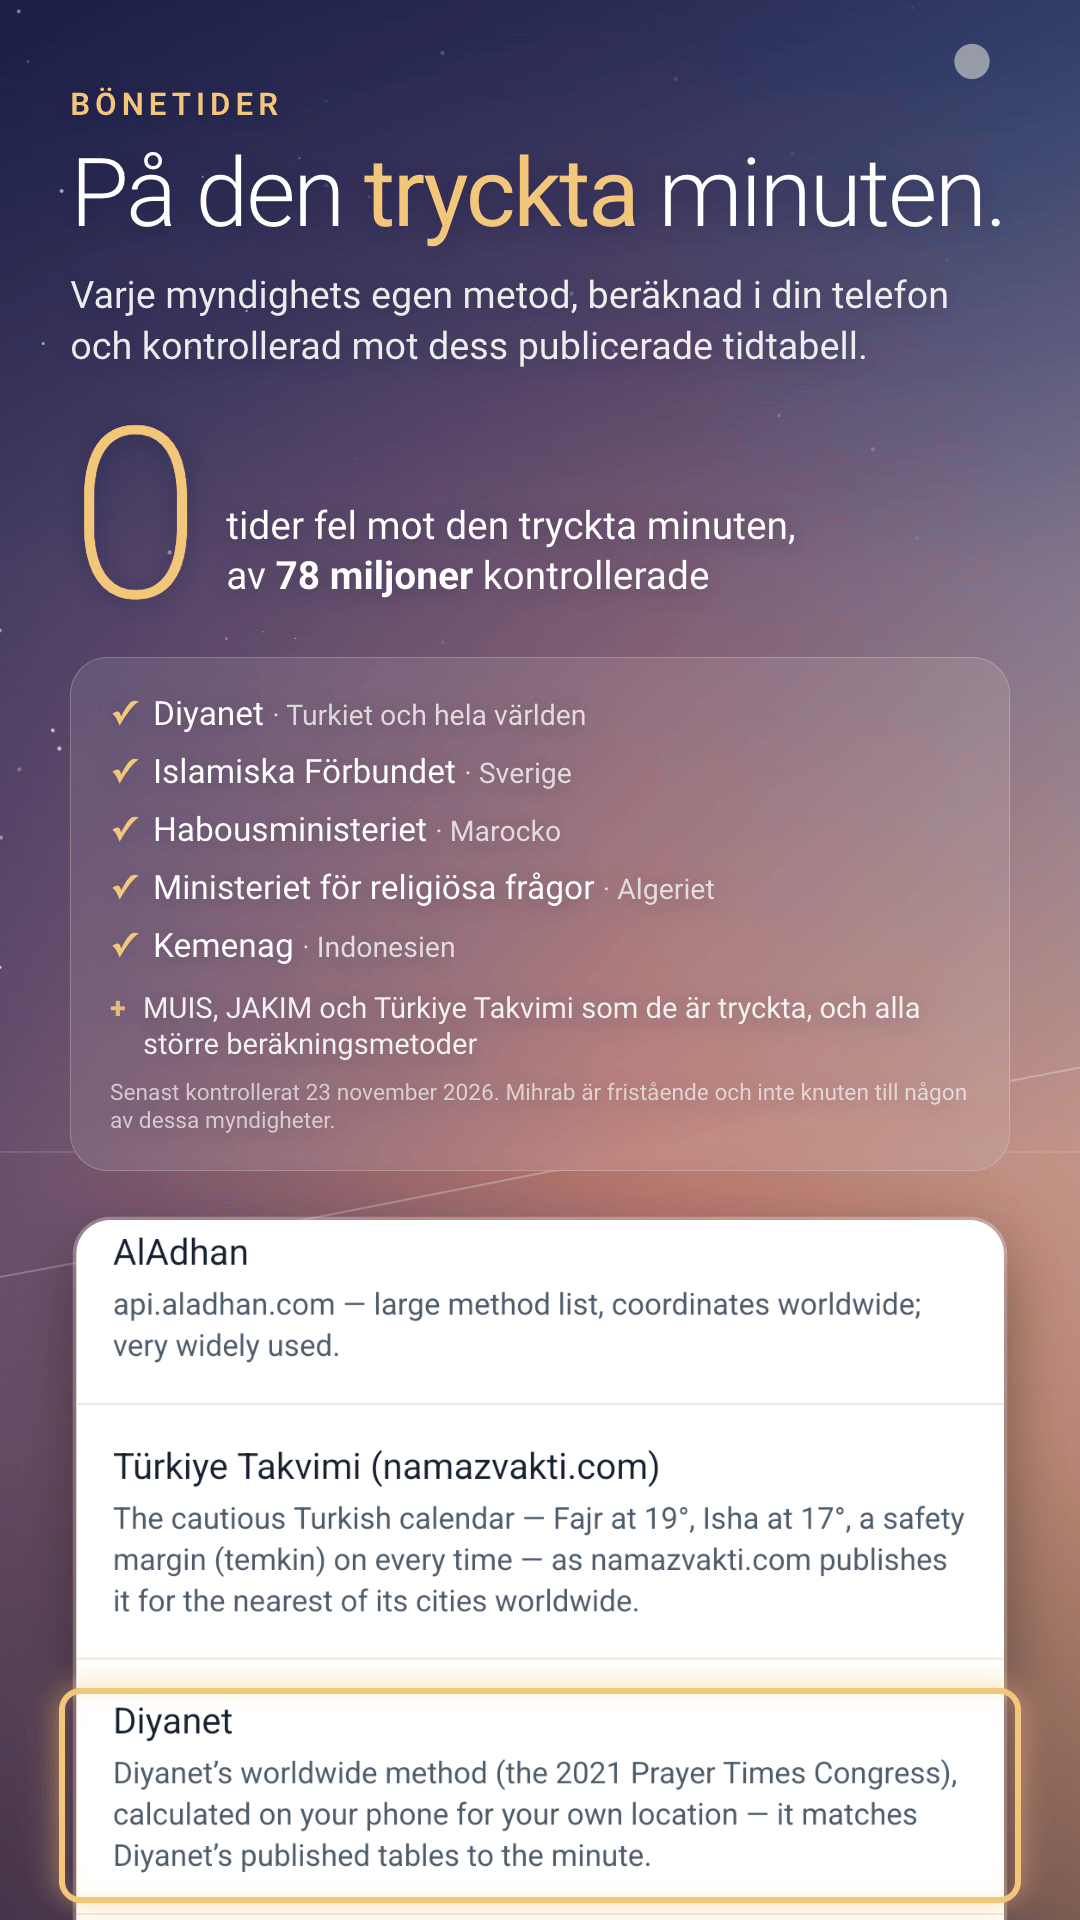 BÖNETIDER
På den tryckta minuten.
Varje myndighets egen metod, beräknad i din telefon
och kontrollerad mot dess publicerade tidtabell.
0
tider fel mot den tryckta minuten,
av 78 miljoner kontrollerade
✓ Diyanet · Turkiet och hela världen
✓ Islamiska Förbundet · Sverige
✓ Habousministeriet · Marocko
✓ Ministeriet för religiösa frågor · Algeriet
✓ Kemenag · Indonesien
+ MUIS, JAKIM och Türkiye Takvimi som de är tryckta, och alla
större beräkningsmetoder
Senast kontrollerat 23 november 2026. Mihrab är fristående och inte knuten till någon
av dessa myndigheter.
AlAdhan
api.aladhan.com — large method list, coordinates worldwide;
very widely used.
Türkiye Takvimi (namazvakti.com)
The cautious Turkish calendar — Fajr at 19°, Isha at 17°, a safety
margin (temkin) on every time — as namazvakti.com publishes
it for the nearest of its cities worldwide.
Diyanet
Diyanet’s worldwide method (the 2021 Prayer Times Congress),
calculated on your phone for your own location — it matches
Diyanet’s published tables to the minute.